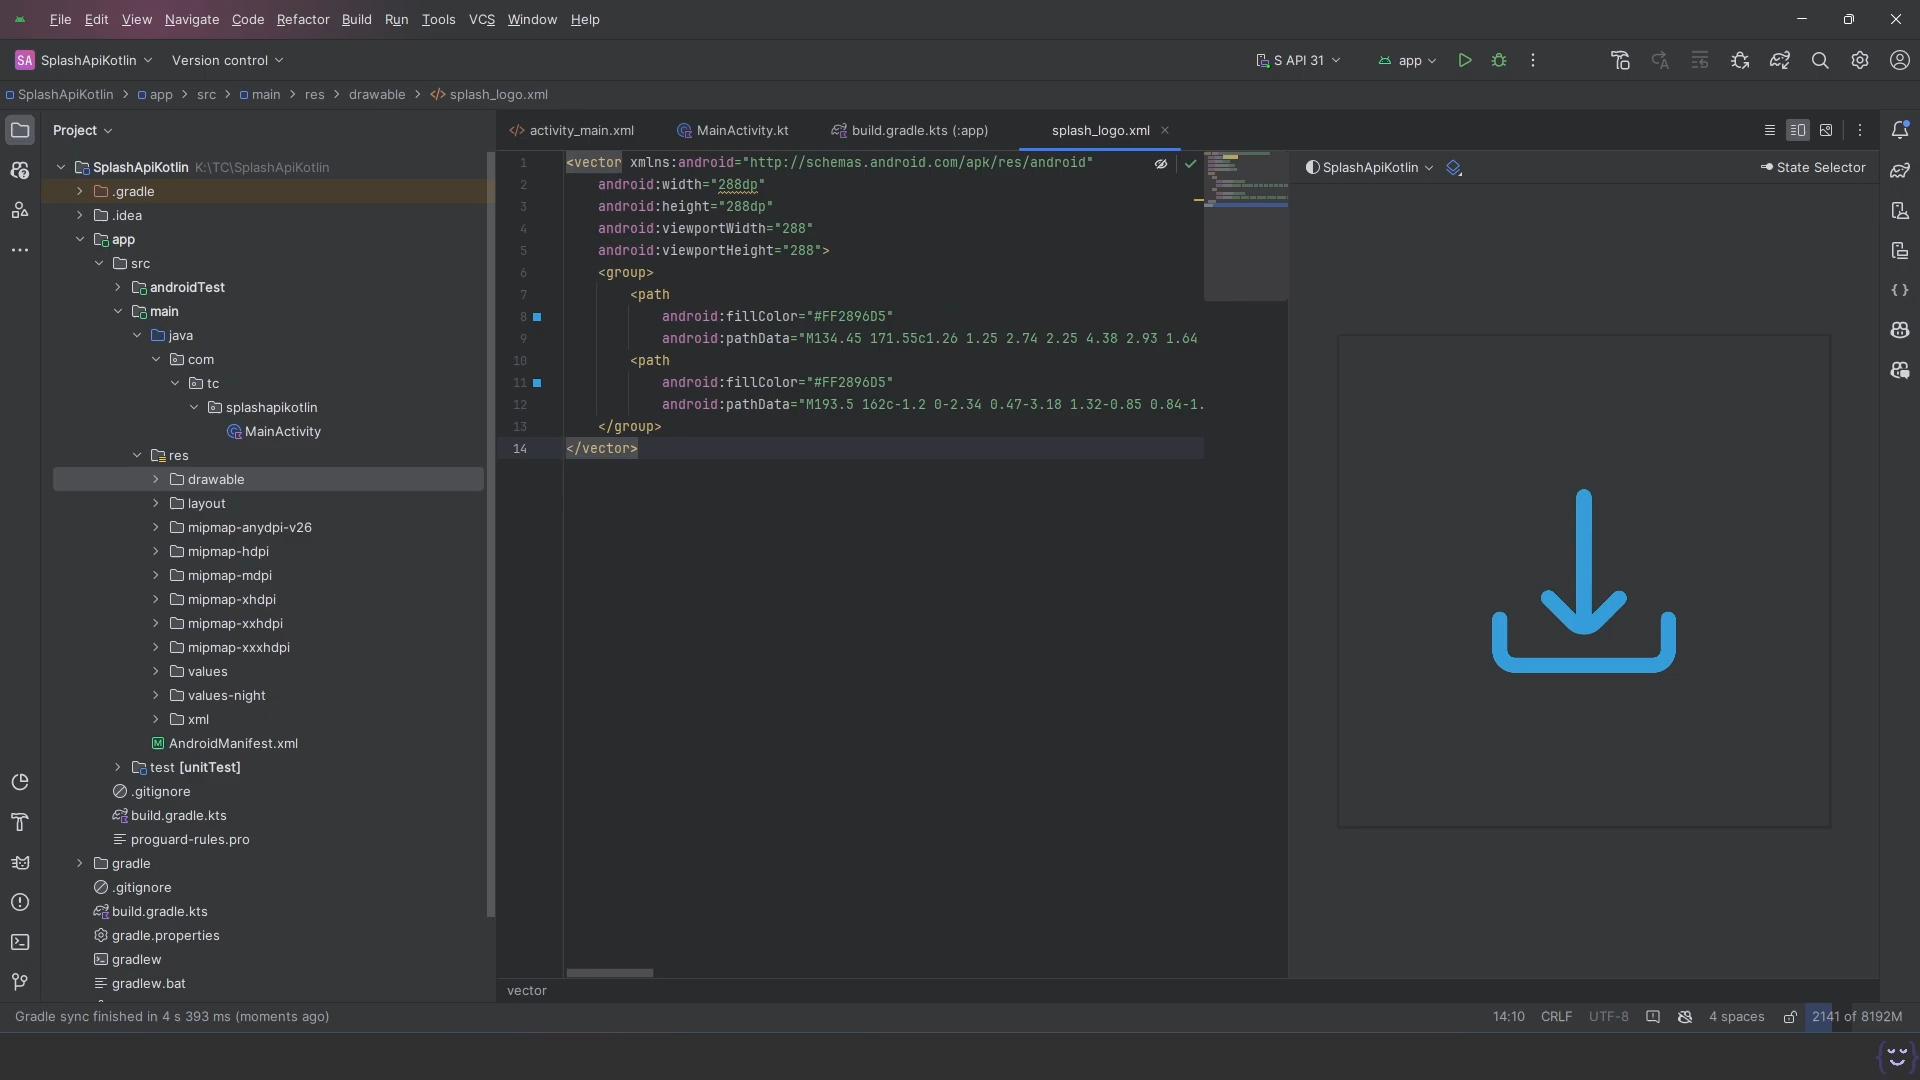 File Edit View Navigate Code Refactor Build Run Tools VCS Window Help
SA SplashApiKotlin Version control S API 31 app
SplashApiKotlin app src main res drawable splash_logo.xml
Project
SplashApiKotlin K:\TC\SplashApiKotlin
.gradle
.idea
app
src
androidTest
main
java
com
tc
splashapikotlin
MainActivity
res
drawable
layout
mipmap-anydpi-v26
mipmap-hdpi
mipmap-mdpi
mipmap-xhdpi
mipmap-xxhdpi
mipmap-xxxhdpi
values
values-night
xml
AndroidManifest.xml
test [unitTest]
.gitignore
build.gradle.kts
proguard-rules.pro
gradle
.gitignore
build.gradle.kts
gradle.properties
gradlew
gradlew.bat
activity_main.xml MainActivity.kt build.gradle.kts (:app) splash_logo.xml
1 <vector xmlns:android="http://schemas.android.com/apk/res/android"
2 android:width="288dp"
3 android:height="288dp"
4 android:viewportWidth="288"
5 android:viewportHeight="288">
6 <group>
7 <path
8 android:fillColor="#FF2896D5"
9 android:pathData="M134.45 171.55c1.26 1.25 2.74 2.25 4.38 2.93 1.64
10 <path
11 android:fillColor="#FF2896D5"
12 android:pathData="M193.5 162c-1.2 0-2.34 0.47-3.18 1.32-0.85 0.84-1.
13 </group>
14 </vector>
vector
SplashApiKotlin State Selector
Gradle sync finished in 4 s 393 ms (moments ago) 14:10 CRLF UTF-8 4 spaces 2141 of 8192M